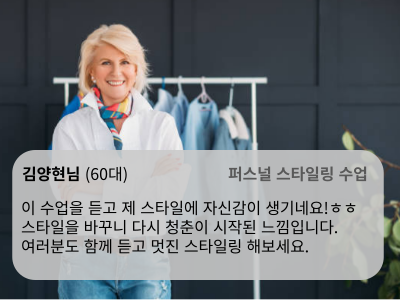 김양현님 (60대) 퍼스널 스타일링 수업
이 수업을 듣고 제 스타일에 자신감이 생기네요!ㅎㅎ
스타일을 바꾸니 다시 청춘이 시작된 느낌입니다.
여러분도 함께 듣고 멋진 스타일링 해보세요.